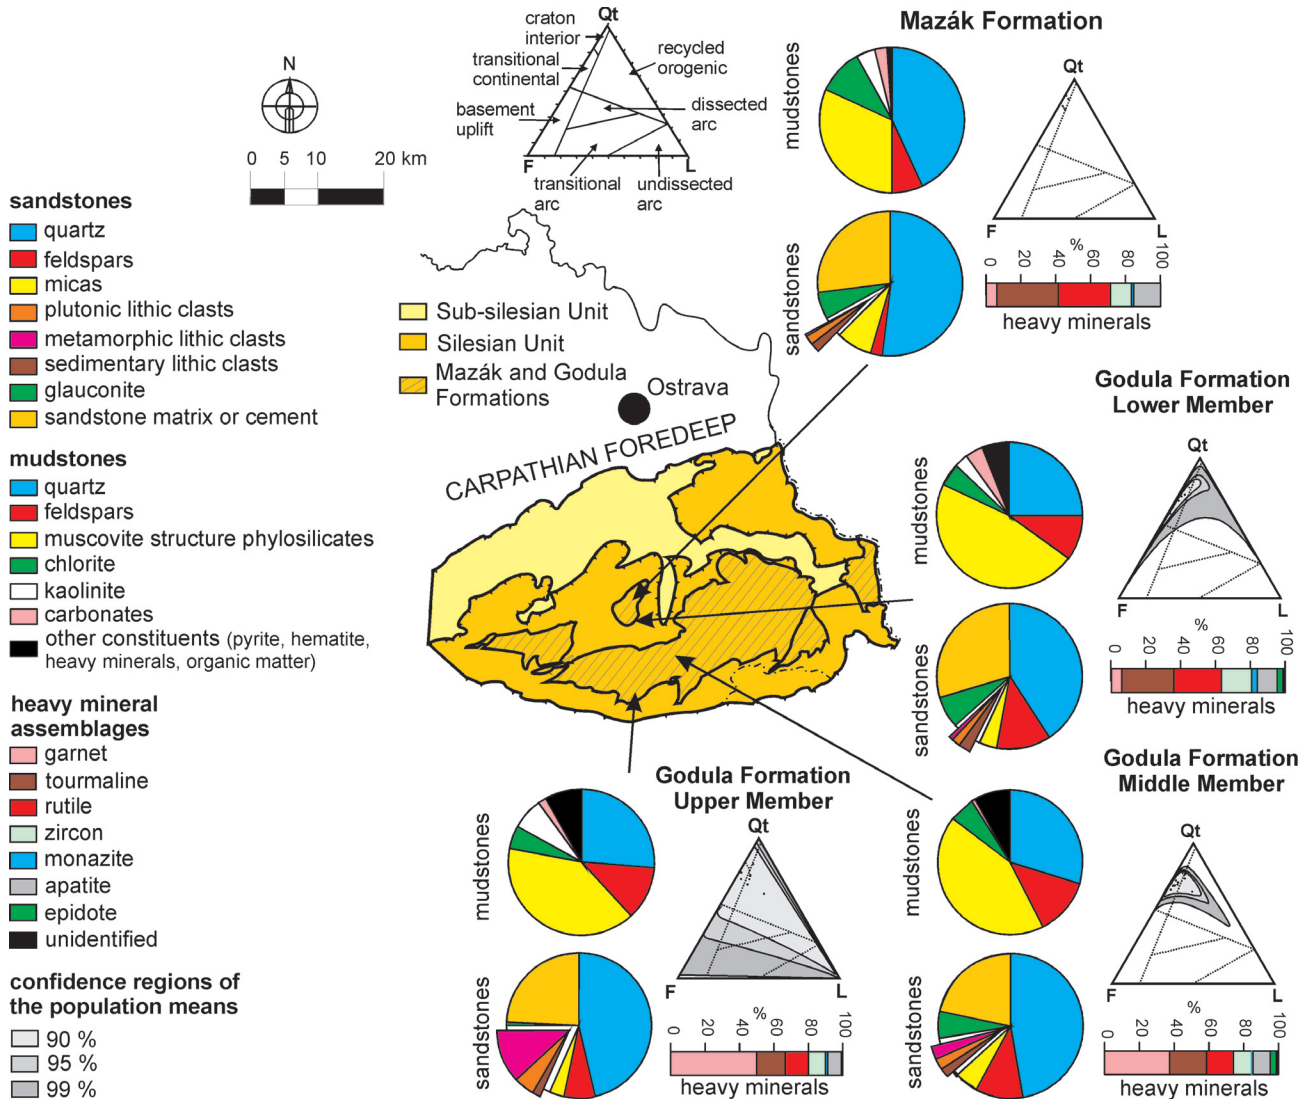 Qt
craton
interior
transitional
continental
basement
uplift
recycled
orogenic
dissected
arc
F
L
transitional
arc
undissected
arc
N
0 5 10 20 km
sandstones
quartz
feldspars
micas
plutonic lithic clasts
metamorphic lithic clasts
sedimentary lithic clasts
glauconite
sandstone matrix or cement
mudstones
quartz
feldspars
muscovite structure phylosilicates
chlorite
kaolinite
carbonates
other constituents (pyrite, hematite,
heavy minerals, organic matter)
heavy mineral
assemblages
garnet
tourmaline
rutile
zircon
monazite
apatite
epidote
unidentified
confidence regions of
the population means
90 %
95 %
99 %
Sub-silesian Unit
Silesian Unit
Mazák and Godula
Formations
Ostrava
CARPATHIAN FOREDEEP
Mazák Formation
mudstones
sandstones
Qt
F
L
%
0 20 40 60 80 100
heavy minerals
Godula Formation
Lower Member
mudstones
sandstones
Qt
F
L
%
0 20 40 60 80 100
heavy minerals
Godula Formation
Middle Member
mudstones
sandstones
Qt
F
L
%
0 20 40 60 80 100
heavy minerals
Godula Formation
Upper Member
mudstones
sandstones
Qt
F
L
%
0 20 40 60 80 100
heavy minerals